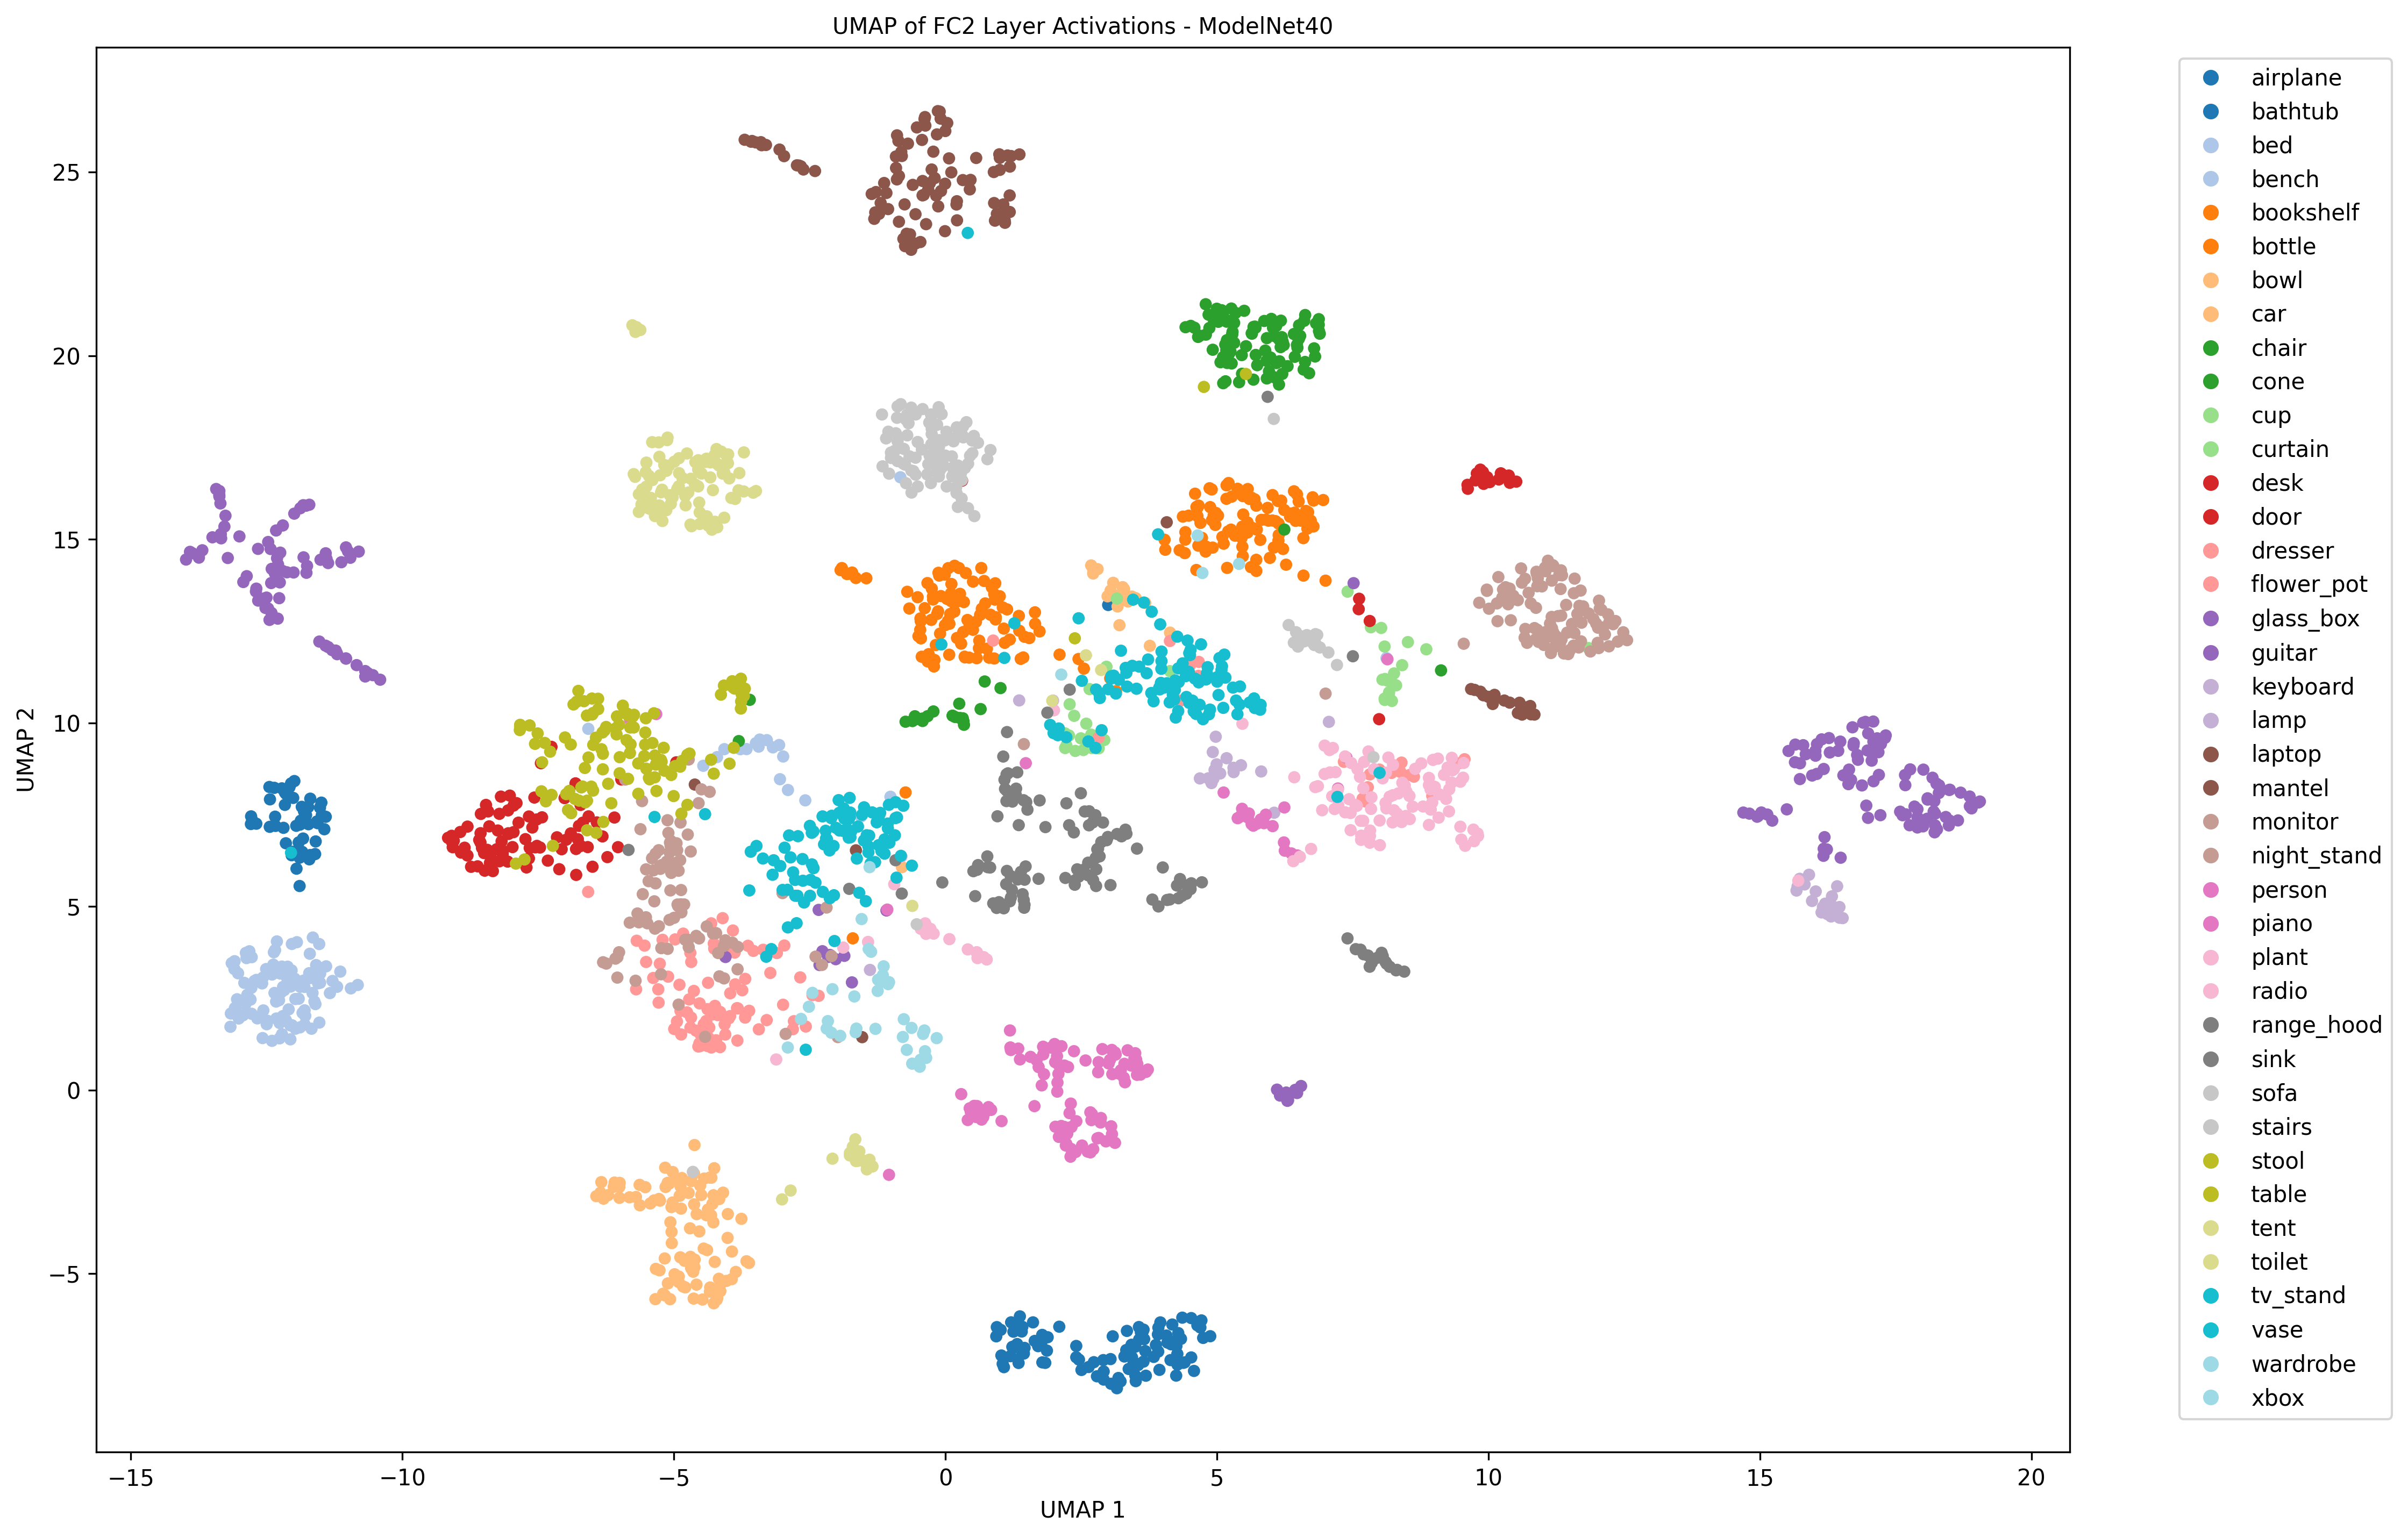 UMAP of FC2 Layer Activations - ModelNet40
25
20
15
10
5
0
−5
UMAP 2
−15
−10
−5
0
5
10
15
20
UMAP 1
airplane
bathtub
bed
bench
bookshelf
bottle
bowl
car
chair
cone
cup
curtain
desk
door
dresser
flower_pot
glass_box
guitar
keyboard
lamp
laptop
mantel
monitor
night_stand
person
piano
plant
radio
range_hood
sink
sofa
stairs
stool
table
tent
toilet
tv_stand
vase
wardrobe
xbox